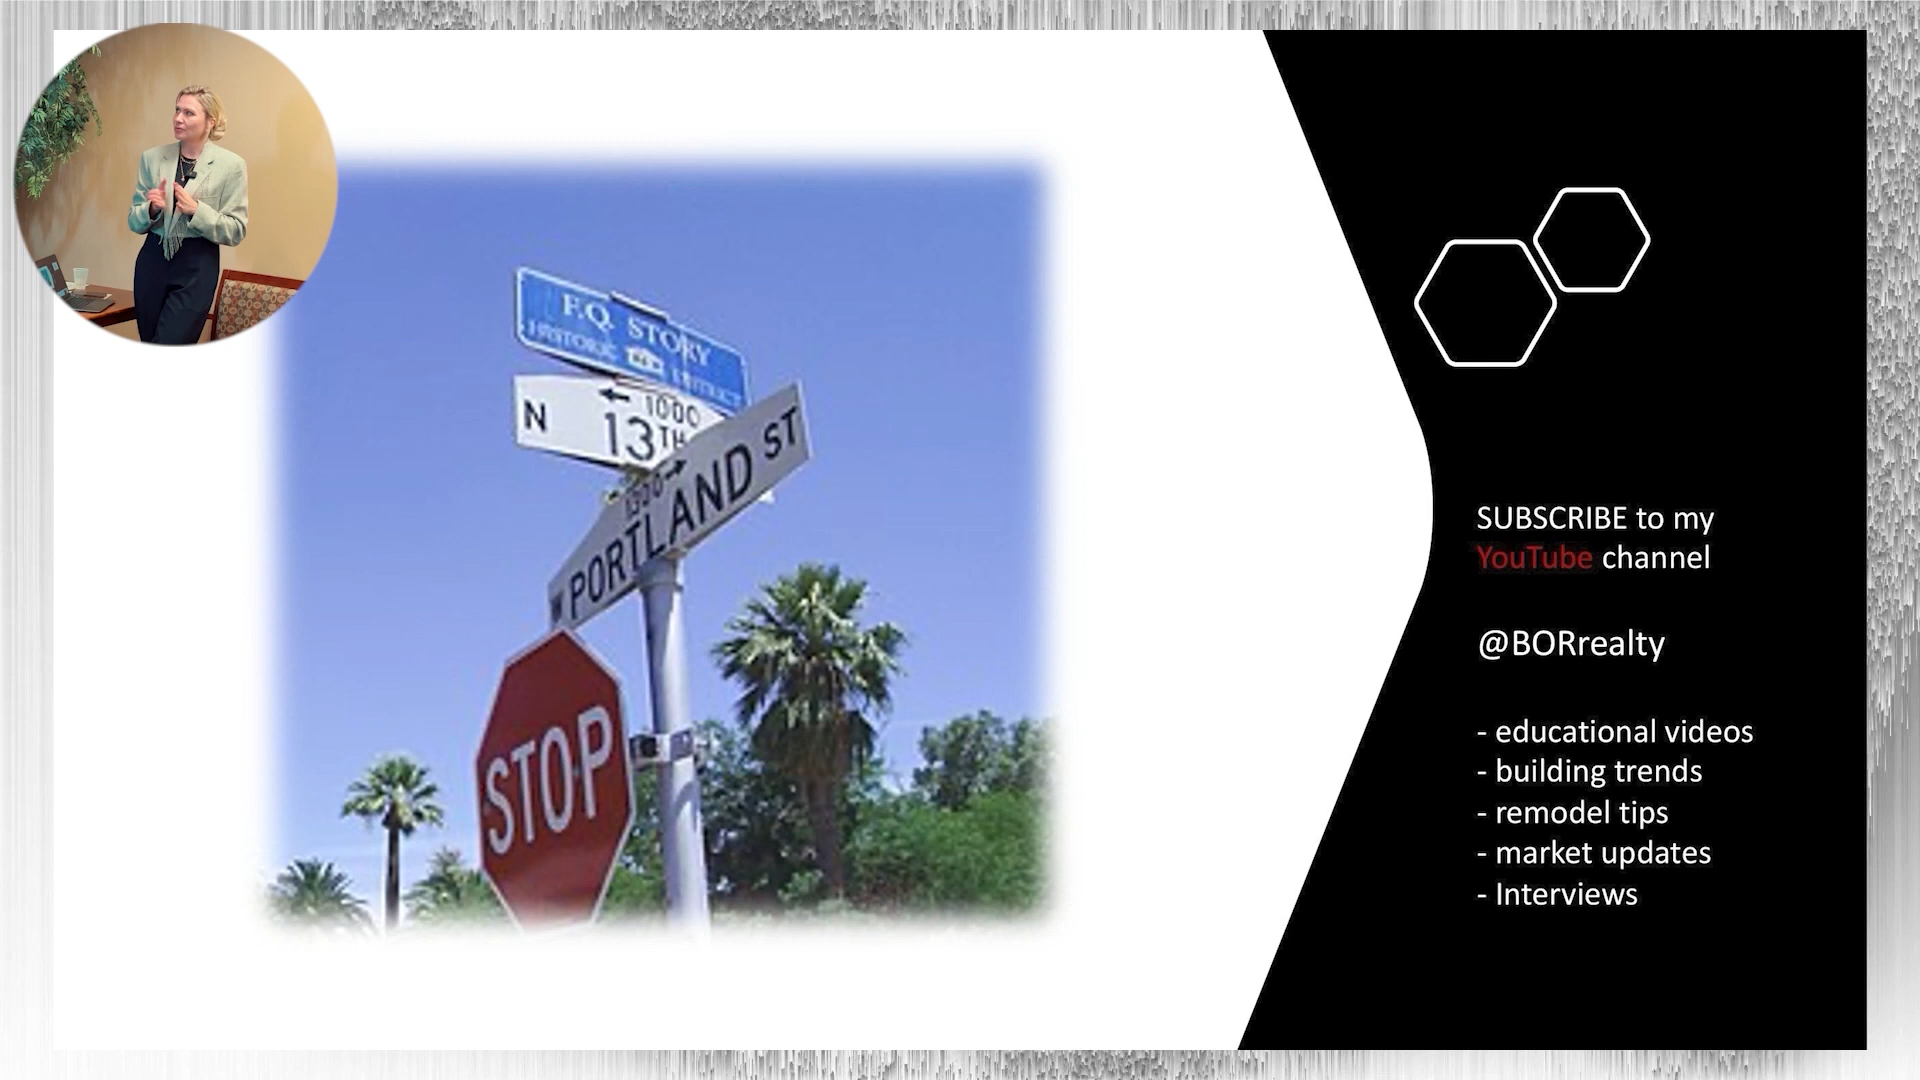 F.Q. STORY
HISTORIC DISTRICT
← 1000
N 13TH
1300 →
W PORTLAND ST
STOP
SUBSCRIBE to my
YouTube channel
@BORrealty
- educational videos
- building trends
- remodel tips
- market updates
- Interviews